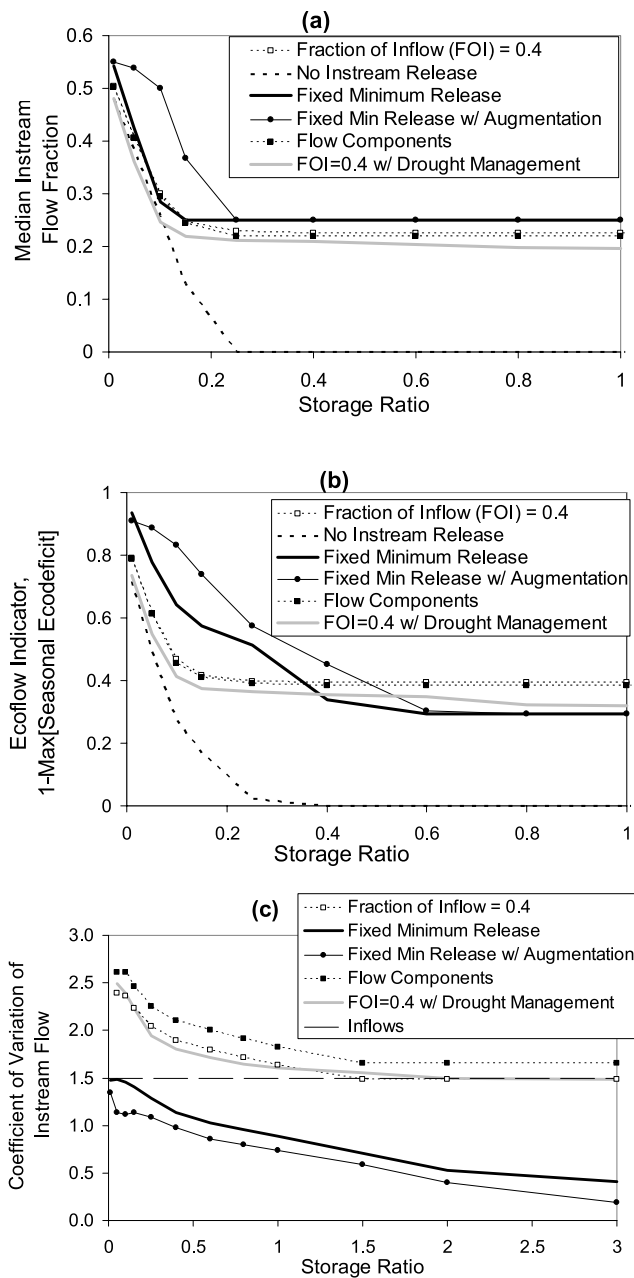 (a)
0.6
0.5
0.4
0.3
0.2
0.1
0
Median Instream
Flow Fraction
Fraction of Inflow (FOI) = 0.4
No Instream Release
Fixed Minimum Release
Fixed Min Release w/ Augmentation
Flow Components
FOI=0.4 w/ Drought Management
0 0.2 0.4 0.6 0.8 1
Storage Ratio
(b)
1
0.8
0.6
0.4
0.2
0
Ecoflow Indicator,
1-Max[Seasonal Ecodeficit]
Fraction of Inflow (FOI) = 0.4
No Instream Release
Fixed Minimum Release
Fixed Min Release w/ Augmentation
Flow Components
FOI=0.4 w/ Drought Management
0 0.2 0.4 0.6 0.8 1
Storage Ratio
(c)
3.0
2.5
2.0
1.5
1.0
0.5
0.0
Coefficient of Variation of
Instream Flow
Fraction of Inflow = 0.4
Fixed Minimum Release
Fixed Min Release w/ Augmentation
Flow Components
FOI=0.4 w/ Drought Management
Inflows
0 0.5 1 1.5 2 2.5 3
Storage Ratio